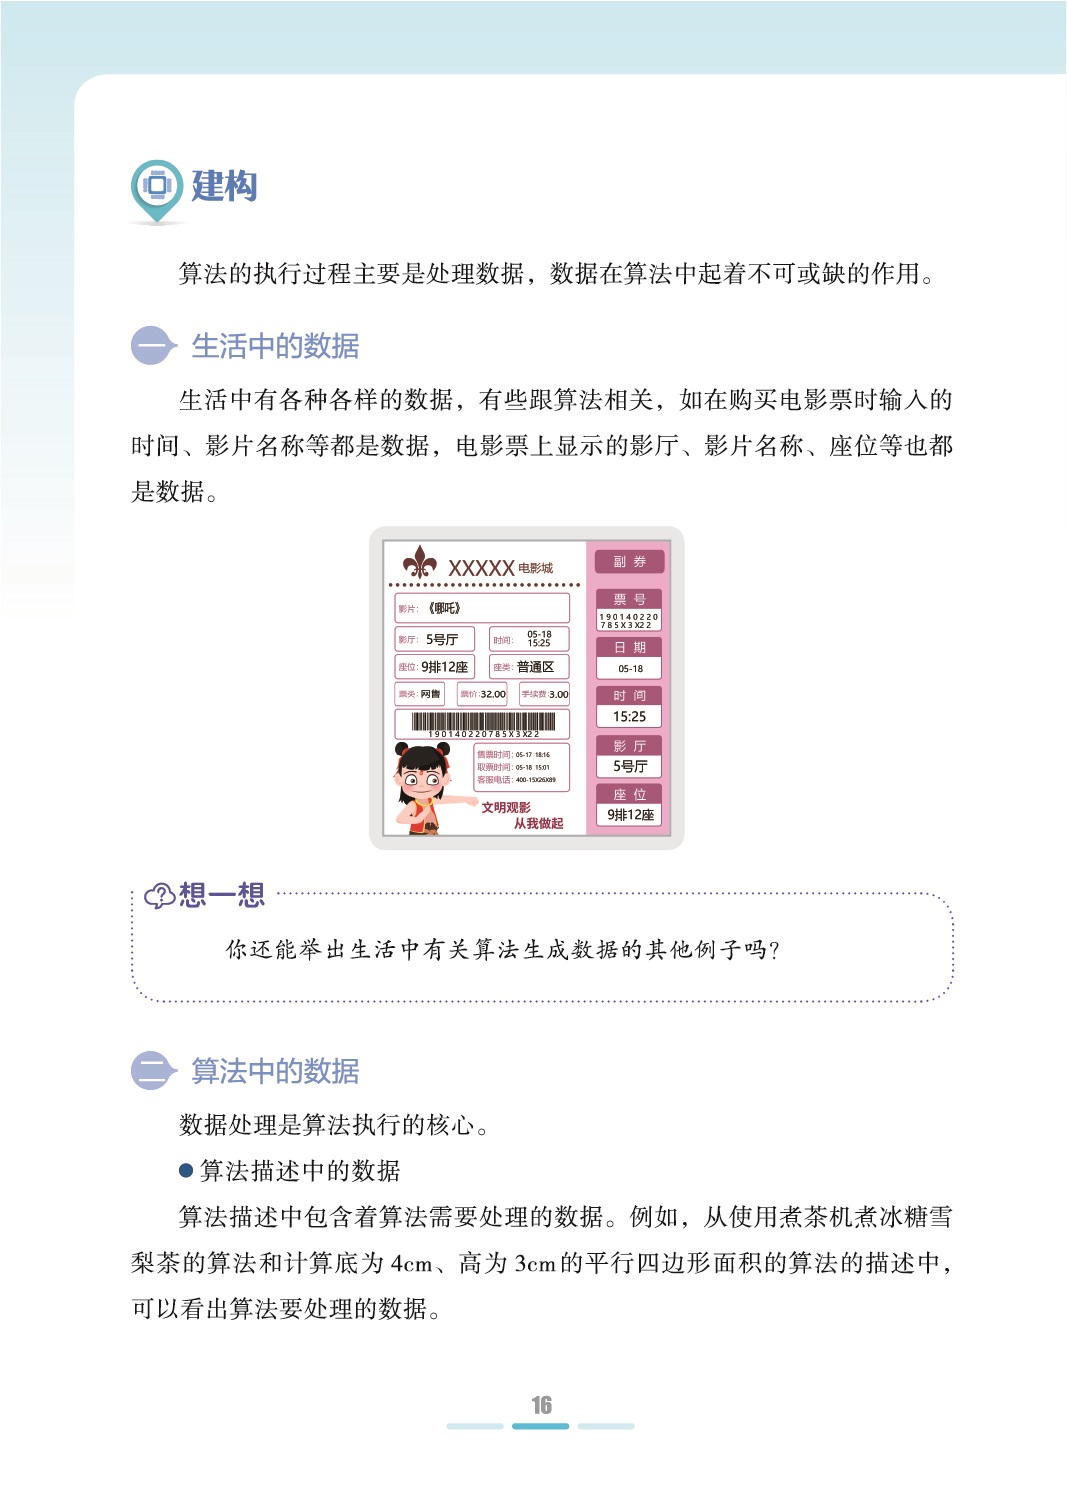 建构
算法的执行过程主要是处理数据，数据在算法中起着不可或缺的作用。
一 生活中的数据
生活中有各种各样的数据，有些跟算法相关，如在购买电影票时输入的
时间、影片名称等都是数据，电影票上显示的影厅、影片名称、座位等也都
是数据。
XXXXX 电影城
影片：《哪吒》
影厅：5号厅 时间：05-18 15:25
座位：9排12座 座类：普通区
票类：网售 票价:32.00 手续费:3.00
190140220785X3X22
售票时间：05-17 18:16
取票时间：05-18 15:01
客服电话：400-15X26X89
文明观影
从我做起
副 券
票 号
190140220
785X3X22
日 期
05-18
时 间
15:25
影 厅
5号厅
座 位
9排12座
想一想
你还能举出生活中有关算法生成数据的其他例子吗？
二 算法中的数据
数据处理是算法执行的核心。
●算法描述中的数据
算法描述中包含着算法需要处理的数据。例如，从使用煮茶机煮冰糖雪
梨茶的算法和计算底为 4cm、高为 3cm的平行四边形面积的算法的描述中，
可以看出算法要处理的数据。
16